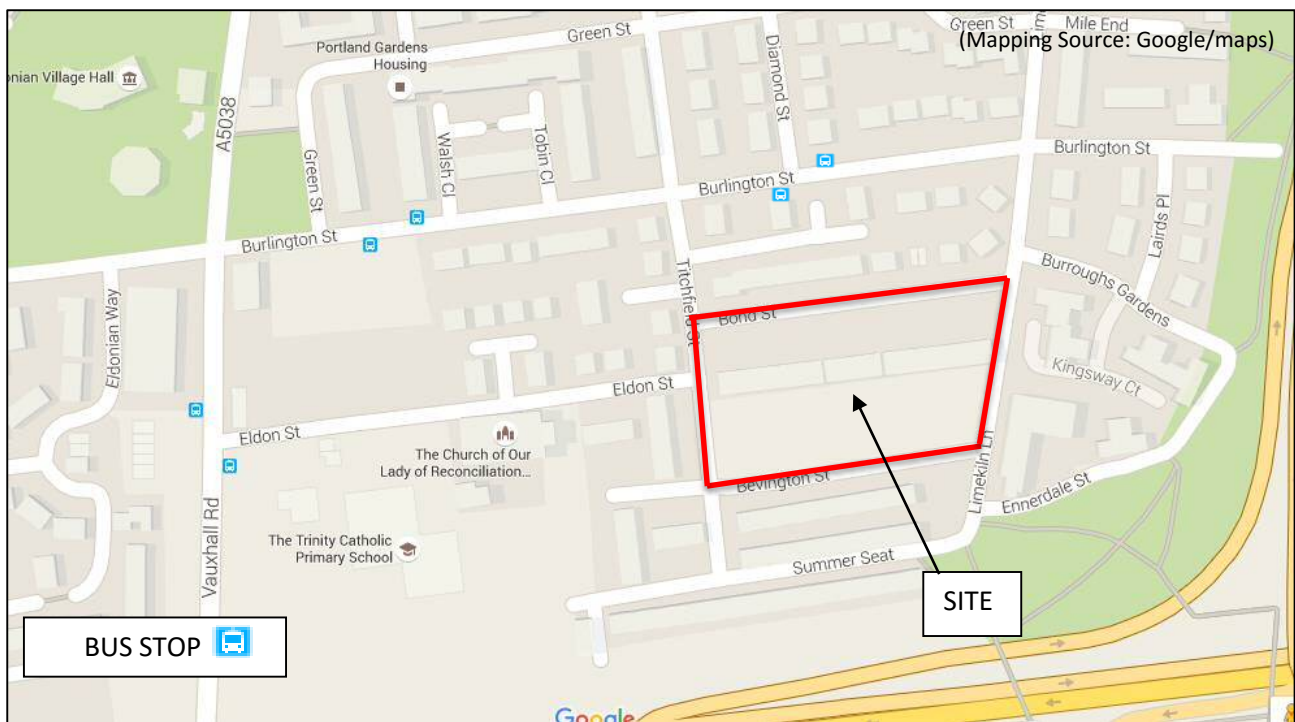 Green St
Mile End
(Mapping Source: Google/maps)
Portland Gardens
Housing
Green St
Diamond St
onian Village Hall
A5038
Green St
Walsh Cl
Tobin Cl
Burlington St
Burlington St
Burlington St
Lairds Pl
Eldonian Way
Titchfield St
Burroughs Gardens
Bond St
Kingsway Ct
Eldon St
Eldon St
The Church of Our
Lady of Reconciliation...
Limekiln Ln
Bevington St
Ennerdale St
The Trinity Catholic
Primary School
Vauxhall Rd
Summer Seat
SITE
BUS STOP
Google